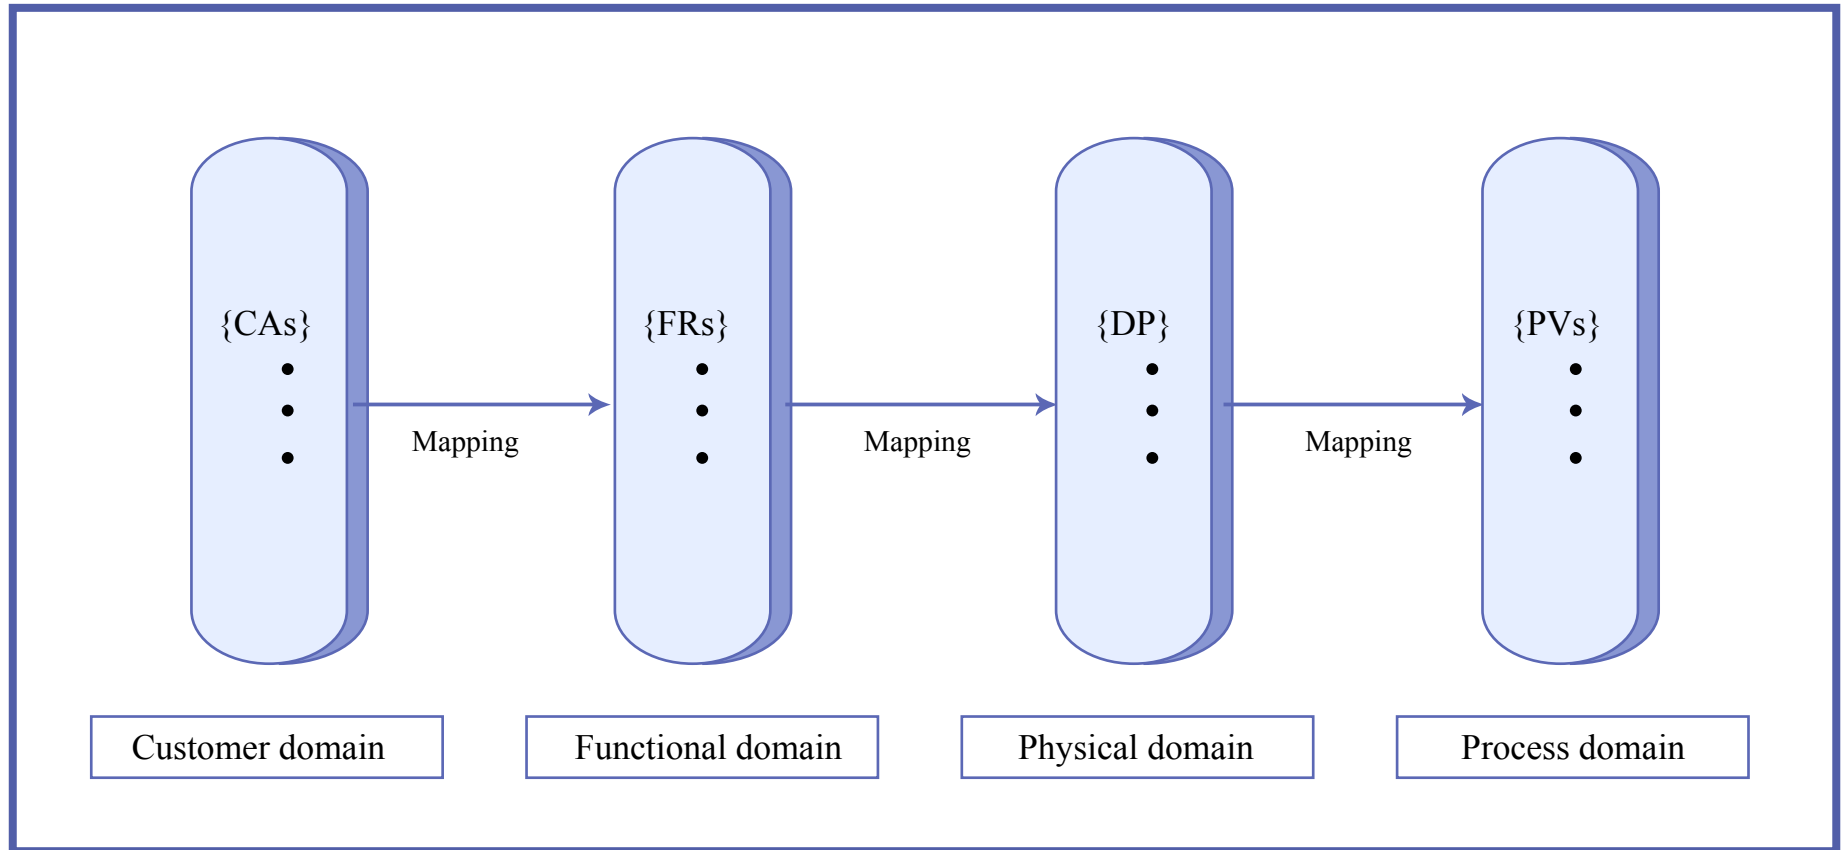 {CAs}
{FRs}
{DP}
{PVs}
Mapping
Mapping
Mapping
Customer domain
Functional domain
Physical domain
Process domain